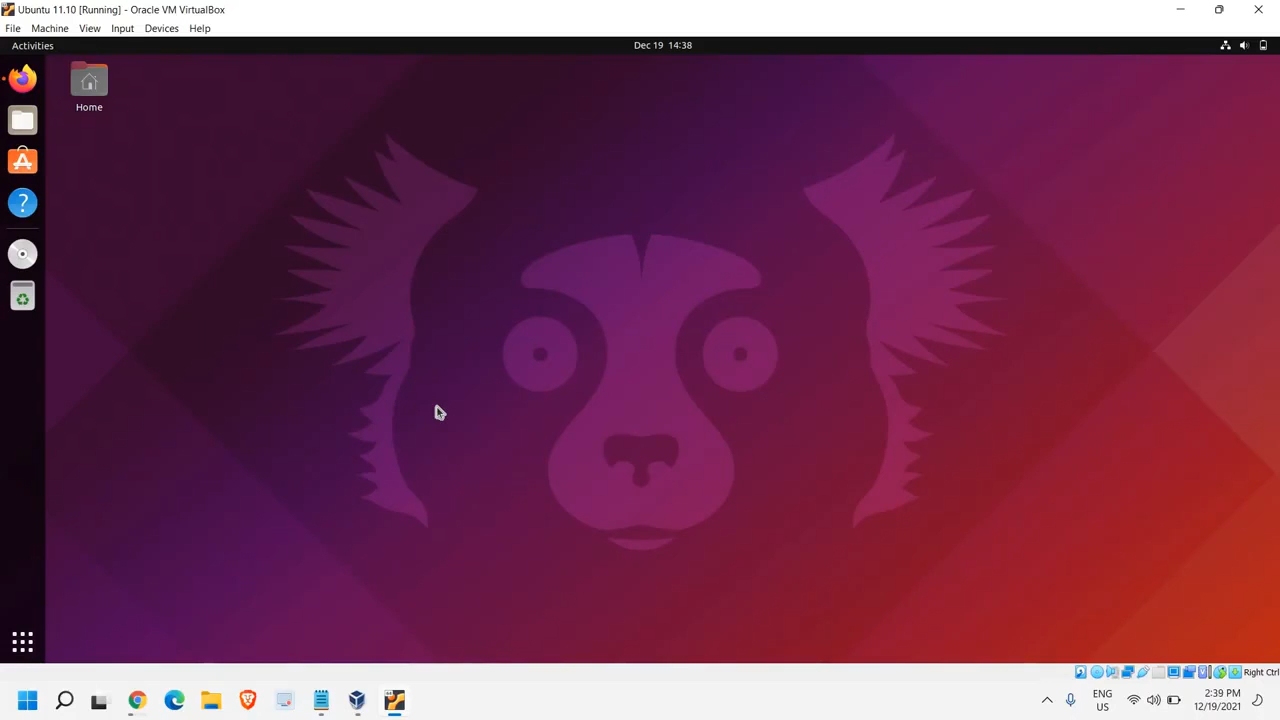 Ubuntu 11.10 [Running] - Oracle VM VirtualBox
File Machine View Input Devices Help
Activities
Dec 19 14:38
Home
Right Ctrl
ENG
US
2:39 PM
12/19/2021